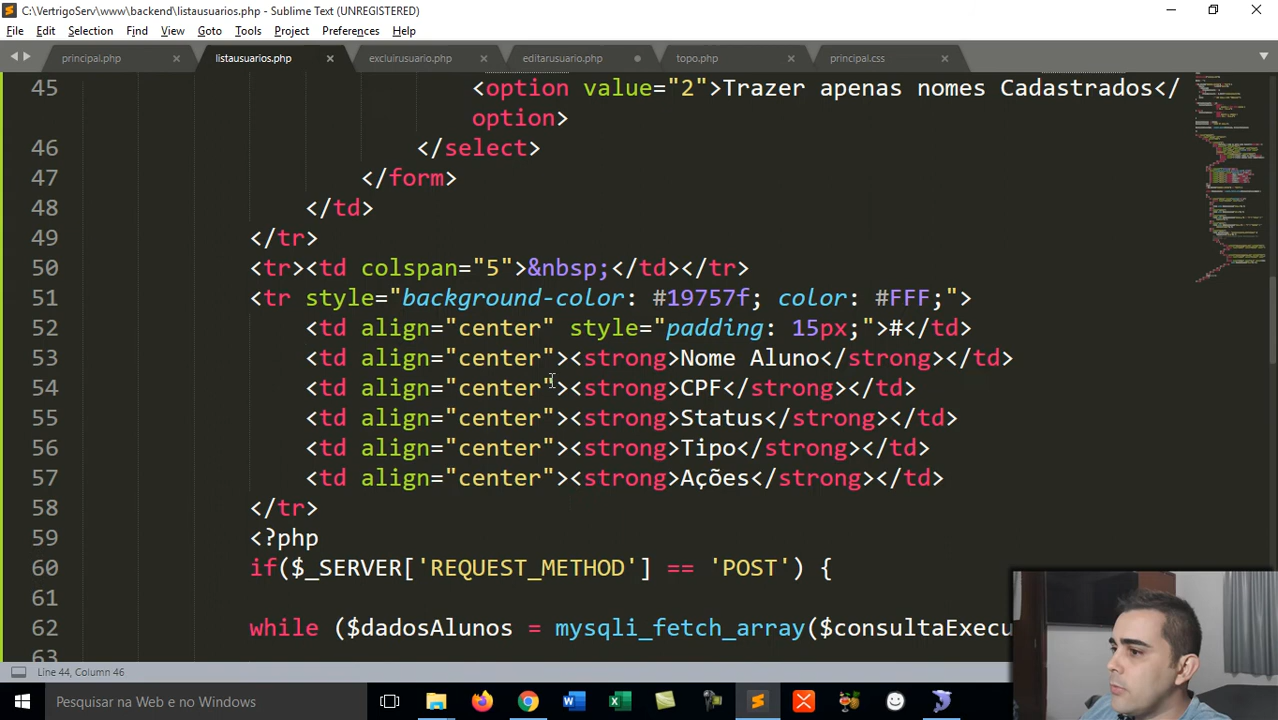 C:\VertrigoServ\www\backend\listausuarios.php - Sublime Text (UNREGISTERED)
File Edit Selection Find View Goto Tools Project Preferences Help
principal.php listausuarios.php excluirusuario.php editarusuario.php topo.php principal.css
45 <option value="2">Trazer apenas nomes Cadastrados</
option>
46 </select>
47 </form>
48 </td>
49 </tr>
50 <tr><td colspan="5">&nbsp;</td></tr>
51 <tr style="background-color: #19757f; color: #FFF;">
52 <td align="center" style="padding: 15px;">#</td>
53 <td align="center"><strong>Nome Aluno</strong></td>
54 <td align="center"><strong>CPF</strong></td>
55 <td align="center"><strong>Status</strong></td>
56 <td align="center"><strong>Tipo</strong></td>
57 <td align="center"><strong>Ações</strong></td>
58 </tr>
59 <?php
60 if($_SERVER['REQUEST_METHOD'] == 'POST') {
61
62 while ($dadosAlunos = mysqli_fetch_array($consultaExecu
63
Line 44, Column 46
Pesquisar na Web e no Windows